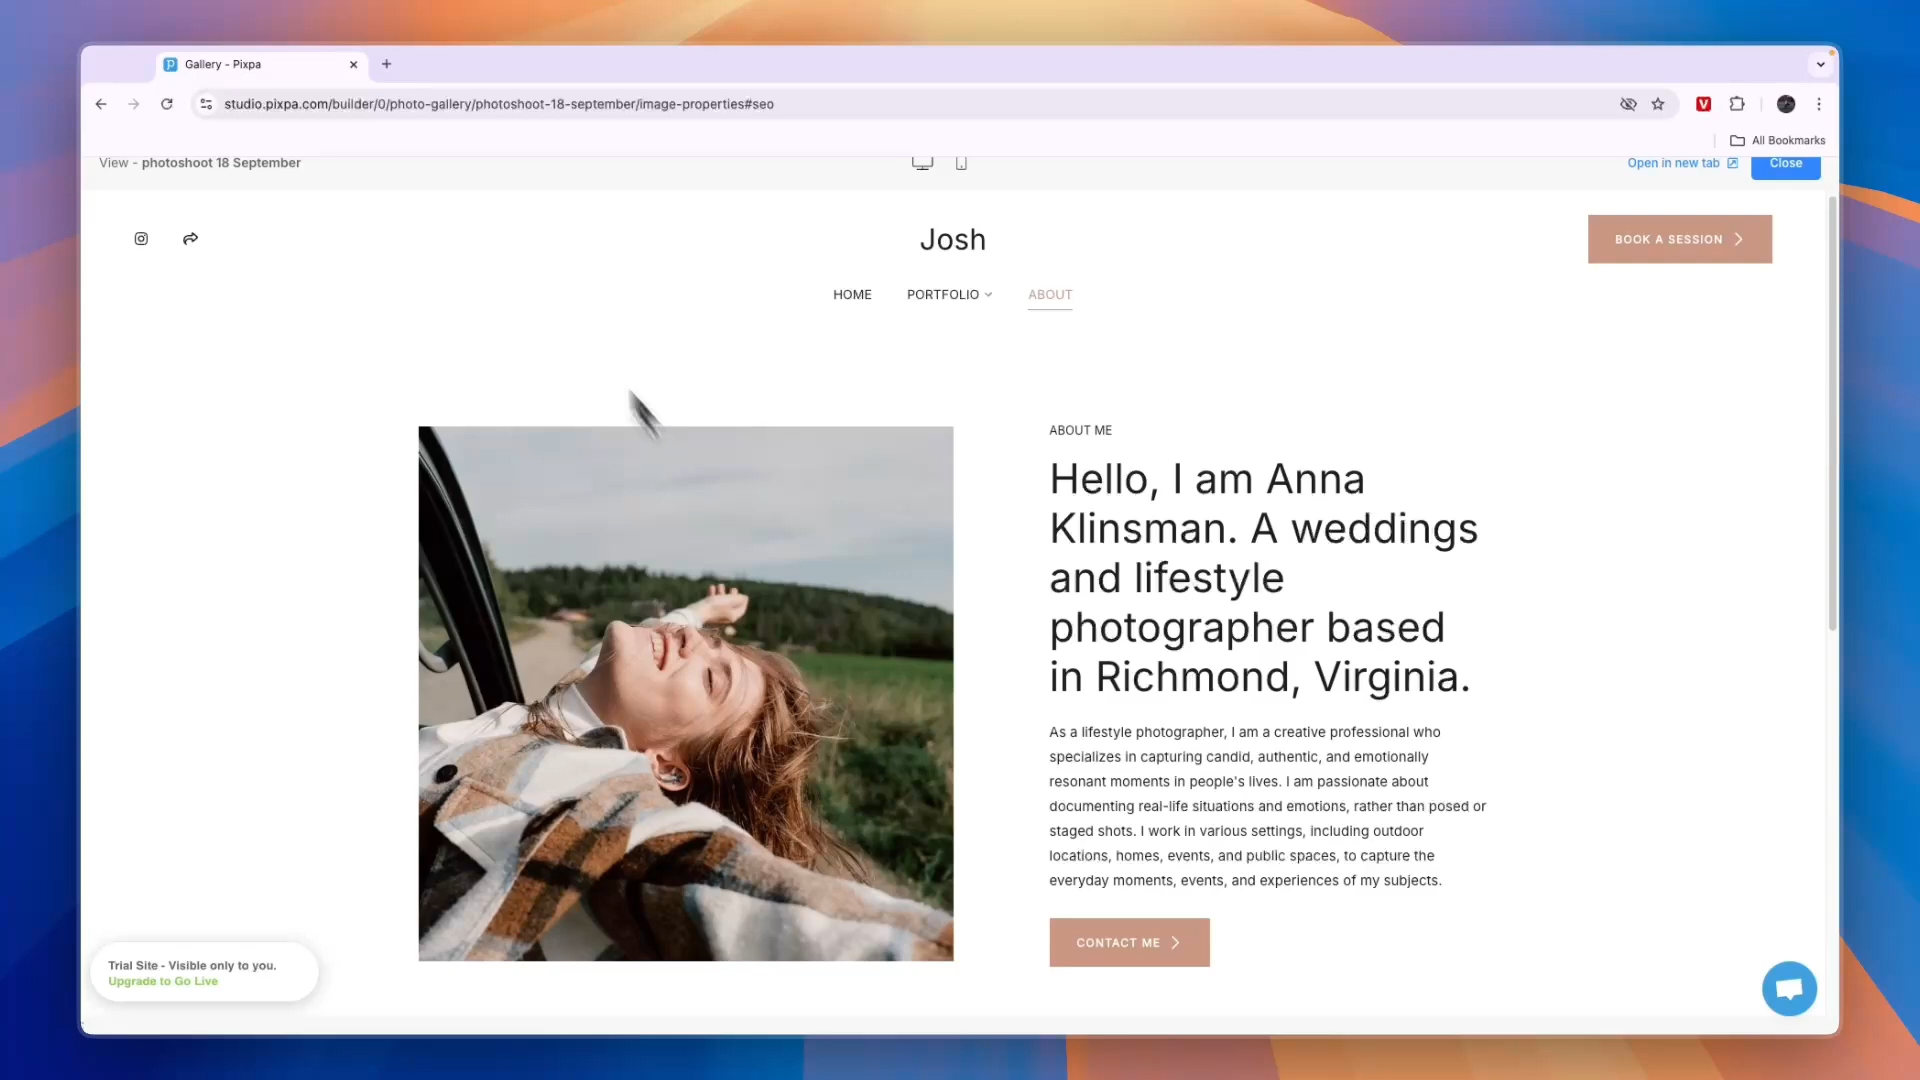 Gallery - Pixpa
studio.pixpa.com/builder/0/photo-gallery/photoshoot-18-september/image-properties#seo
All Bookmarks
View - photoshoot 18 September
Open in new tab
Close
Josh
BOOK A SESSION
HOME
PORTFOLIO
ABOUT
ABOUT ME
Hello, I am Anna
Klinsman. A weddings
and lifestyle
photographer based
in Richmond, Virginia.
As a lifestyle photographer, I am a creative professional who
specializes in capturing candid, authentic, and emotionally
resonant moments in people's lives. I am passionate about
documenting real-life situations and emotions, rather than posed or
staged shots. I work in various settings, including outdoor
locations, homes, events, and public spaces, to capture the
everyday moments, events, and experiences of my subjects.
CONTACT ME
Trial Site - Visible only to you.
Upgrade to Go Live